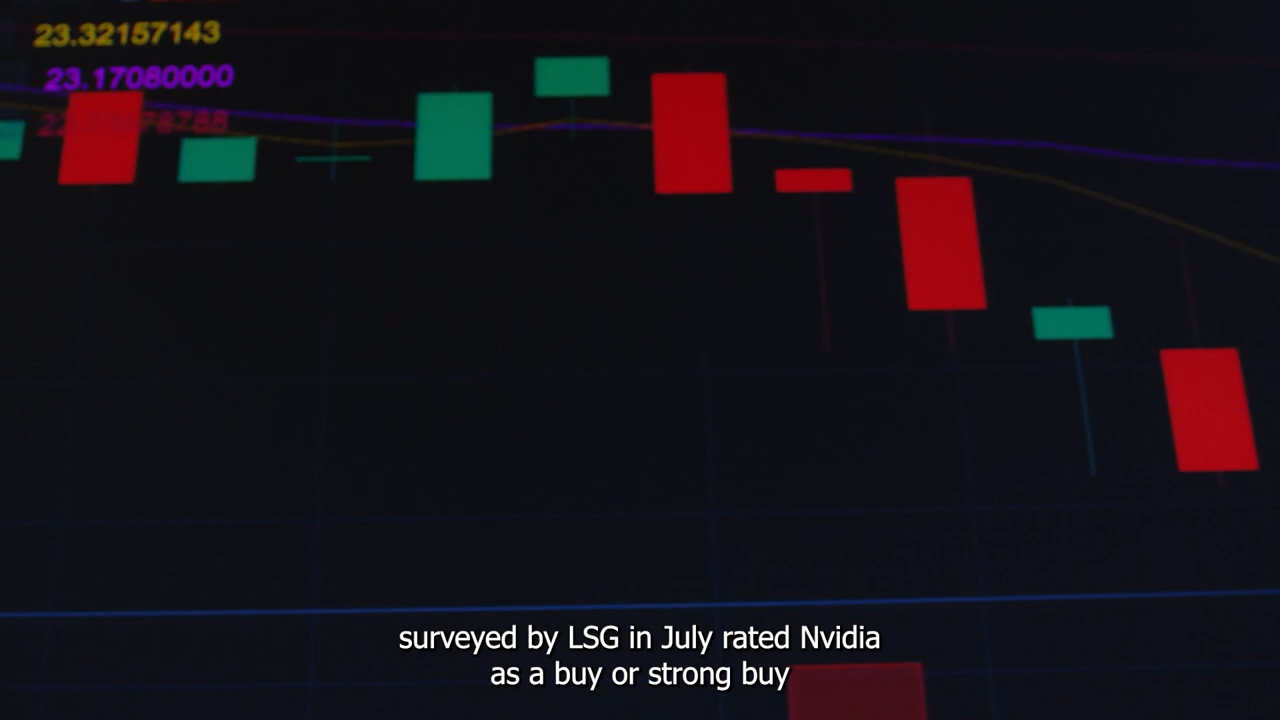 23.32157143
23.17080000
surveyed by LSG in July rated Nvidia
as a buy or strong buy